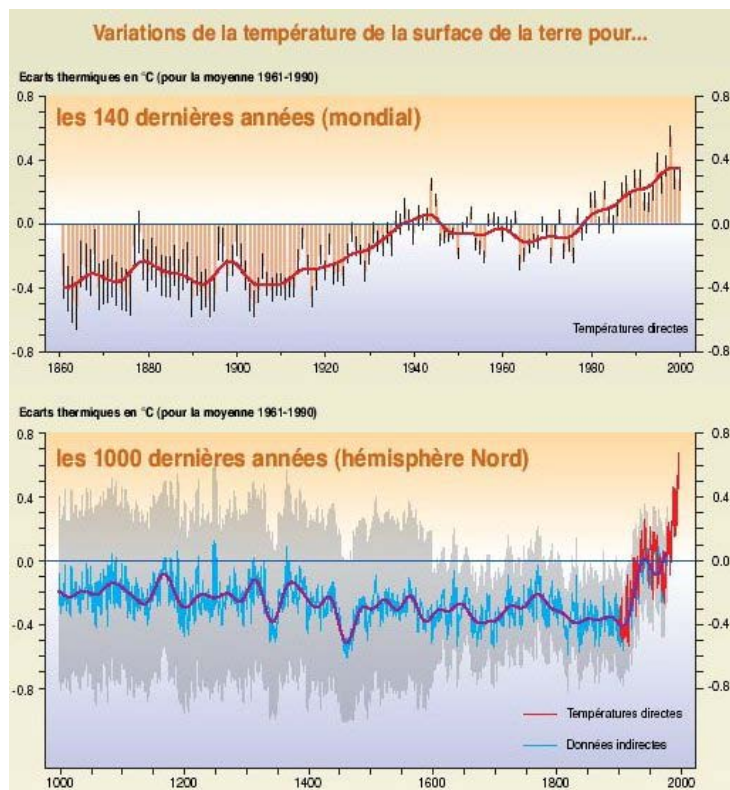 Variations de la température de la surface de la terre pour...
Ecarts thermiques en °C (pour la moyenne 1961-1990)
les 140 dernières années (mondial)
0.8
0.4
0.0
-0.4
-0.8
0.8
0.4
0.0
-0.4
-0.8
Températures directes
1860 1880 1900 1920 1940 1960 1980 2000
Ecarts thermiques en °C (pour la moyenne 1961-1990)
les 1000 dernières années (hémisphère Nord)
0.8
0.4
0.0
-0.4
-0.8
0.8
0.4
0.0
-0.4
-0.8
Températures directes
Données indirectes
1000 1200 1400 1600 1800 2000